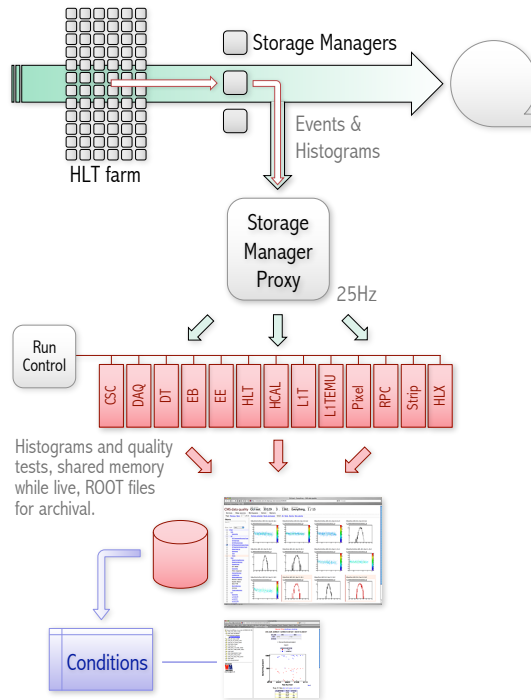 Storage Managers
Events &
Histograms
HLT farm
Storage
Manager
Proxy
25Hz
Run
Control
CSC
DAQ
DT
EB
EE
HLT
HCAL
L1T
L1TEMU
Pixel
RPC
Strip
HLX
Histograms and quality
tests, shared memory
while live, ROOT files
for archival.
Conditions